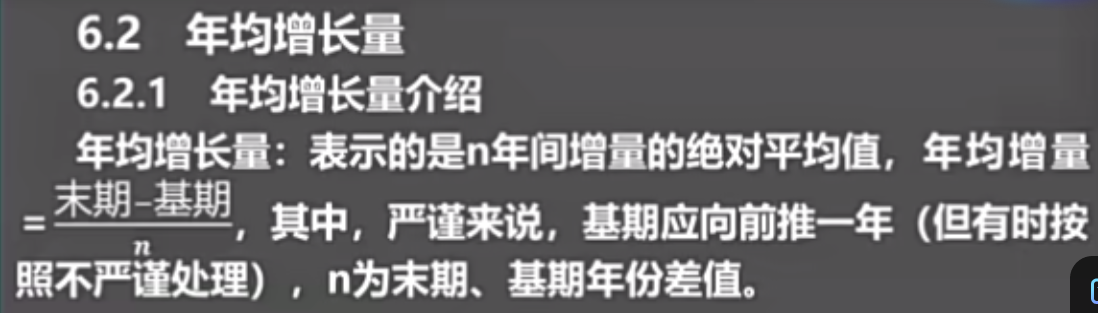 6.2 年均增长量
6.2.1 年均增长量介绍
年均增长量：表示的是n年间增量的绝对平均值，年均增量
=末期-基期/n，其中，严谨来说，基期应向前推一年（但有时按
照不严谨处理），n为末期、基期年份差值。